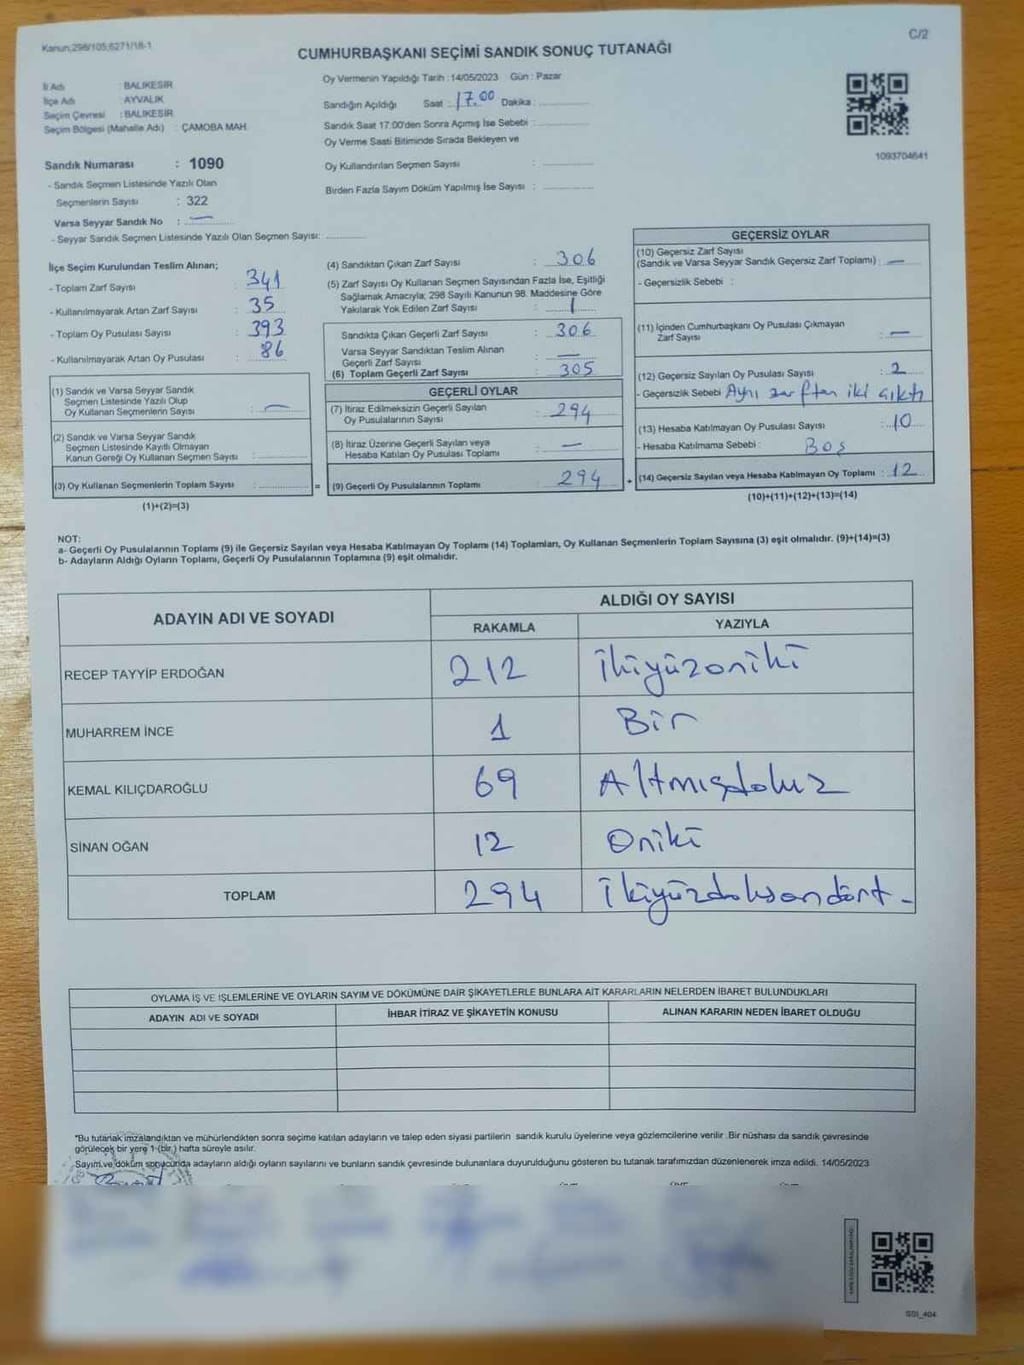 Kanun;298/105;6271/18-1
C/2
CUMHURBAŞKANI SEÇİMİ SANDIK SONUÇ TUTANAĞI
İl Adı : BALIKESİR
İlçe Adı : AYVALIK
Seçim Çevresi : BALIKESİR
Seçim Bölgesi (Mahalle Adı) : ÇAMOBA MAH.
Sandık Numarası : 1090
- Sandık Seçmen Listesinde Yazılı Olan
Seçmenlerin Sayısı : 322
Varsa Seyyar Sandık No : —
- Seyyar Sandık Seçmen Listesinde Yazılı Olan Seçmen Sayısı:
Oy Vermenin Yapıldığı Tarih :14/05/2023 Gün : Pazar
Sandığın Açıldığı Saat : 17.00 Dakika :
Sandık Saat 17.00'den Sonra Açımış İse Sebebi :
Oy Verme Saati Bitiminde Sırada Bekleyen ve
Oy Kullandırılan Seçmen Sayısı :
Birden Fazla Sayım Döküm Yapılmış İse Sayısı :
1093704641
İlçe Seçim Kurulundan Teslim Alınan;
- Toplam Zarf Sayısı : 341
- Kullanılmayarak Artan Zarf Sayısı : 35
- Toplam Oy Pusulası Sayısı : 393
- Kullanılmayarak Artan Oy Pusulası : 86
(1) Sandık ve Varsa Seyyar Sandık
Seçmen Listesinde Yazılı Olup
Oy Kullanan Seçmenlerin Sayısı : —
(2) Sandık ve Varsa Seyyar Sandık
Seçmen Listesinde Kayıtlı Olmayan
Kanun Gereği Oy Kullanan Seçmen Sayısı :
(3) Oy Kullanan Seçmenlerin Toplam Sayısı :
(1)+(2)=(3)
(4) Sandıktan Çıkan Zarf Sayısı : 306
(5) Zarf Sayısı Oy Kullanan Seçmen Sayısından Fazla İse, Eşitliği
Sağlamak Amacıyla; 298 Sayılı Kanunun 98. Maddesine Göre
Yakılarak Yok Edilen Zarf Sayısı : 1
Sandıkta Çıkan Geçerli Zarf Sayısı : 306
Varsa Seyyar Sandıktan Teslim Alınan
Geçerli Zarf Sayısı : —
(6) Toplam Geçerli Zarf Sayısı : 305
GEÇERLİ OYLAR
(7) İtiraz Edilmeksizin Geçerli Sayılan
Oy Pusulalarının Sayısı : 294
(8) İtiraz Üzerine Geçerli Sayılan veya
Hesaba Katılan Oy Pusulası Toplamı : —
= (9) Geçerli Oy Pusulalarının Toplamı : 294
GEÇERSİZ OYLAR
(10) Geçersiz Zarf Sayısı
(Sandık ve Varsa Seyyar Sandık Geçersiz Zarf Toplamı) : —
- Geçersizlik Sebebi :
(11) İçinden Cumhurbaşkanı Oy Pusulası Çıkmayan
Zarf Sayısı : —
(12) Geçersiz Sayılan Oy Pusulası Sayısı : 2
- Geçersizlik Sebebi Aynı zarftan iki çıktı
(13) Hesaba Katılmayan Oy Pusulası Sayısı : 10
- Hesaba Katılmama Sebebi : Boş
+ (14) Geçersiz Sayılan veya Hesaba Katılmayan Oy Toplamı : 12
(10)+(11)+(12)+(13)=(14)
NOT:
a- Geçerli Oy Pusulalarının Toplamı (9) ile Geçersiz Sayılan veya Hesaba Katılmayan Oy Toplamı (14) Toplamları, Oy Kullanan Seçmenlerin Toplam Sayısına (3) eşit olmalıdır. (9)+(14)=(3)
b- Adayların Aldığı Oyların Toplamı, Geçerli Oy Pusulalarının Toplamına (9) eşit olmalıdır.
ADAYIN ADI VE SOYADI
ALDIĞI OY SAYISI
RAKAMLA YAZIYLA
RECEP TAYYİP ERDOĞAN 212 İkiyüzoniki
MUHARREM İNCE 1 Bir
KEMAL KILIÇDAROĞLU 69 Altmışdokuz
SİNAN OĞAN 12 Oniki
TOPLAM 294 İkiyüzdoksandört -
OYLAMA İŞ VE İŞLEMLERİNE VE OYLARIN SAYIM VE DÖKÜMÜNE DAİR ŞİKAYETLERLE BUNLARA AİT KARARLARIN NELERDEN İBARET BULUNDUKLARI
ADAYIN ADI VE SOYADI İHBAR İTİRAZ VE ŞİKAYETİN KONUSU ALINAN KARARIN NEDEN İBARET OLDUĞU
"Bu tutanak imzalandıktan ve mühürlendikten sonra seçime katılan adayların ve talep eden siyasi partilerin sandık kurulu üyelerine veya gözlemcilerine verilir. Bir nüshası da sandık çevresinde
görülecek bir yere 1 (bir) hafta süreyle asılır.
Sayım ve döküm sonucunda adayların aldığı oyların sayılarını ve bunların sandık çevresinde bulunanlara duyurulduğunu gösteren bu tutanak tarafımızdan düzenlenerek imza edildi. 14/05/2023